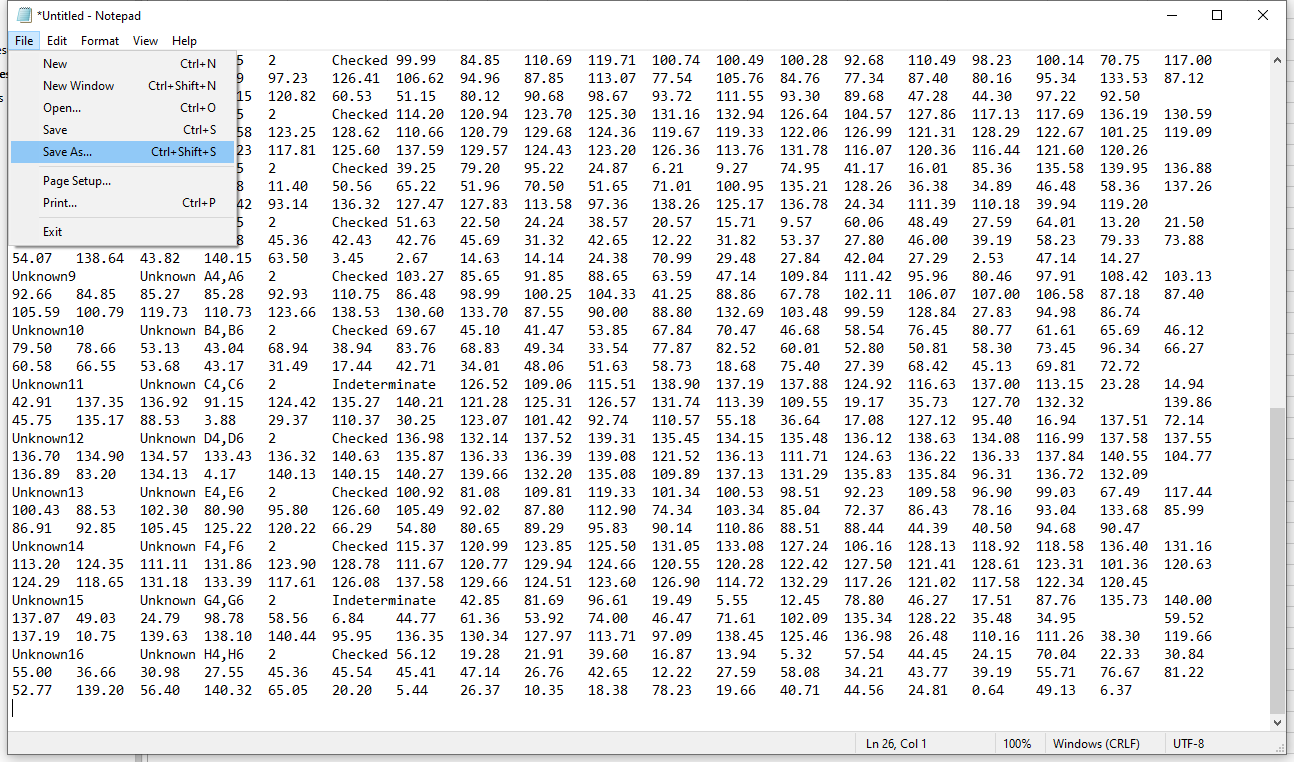 *Untitled - Notepad
File Edit Format View Help
New Ctrl+N
New Window Ctrl+Shift+N
Open... Ctrl+O
Save Ctrl+S
Save As... Ctrl+Shift+S
Page Setup...
Print... Ctrl+P
Exit
5 2 Checked 99.99 84.85 110.69 119.71 100.74 100.49 100.28 92.68 110.49 98.23 100.14 70.75 117.00
9 97.23 126.41 106.62 94.96 87.85 113.07 77.54 105.76 84.76 77.34 87.40 80.16 95.34 133.53 87.12
15 120.82 60.53 51.15 80.12 90.68 98.67 93.72 111.55 93.30 89.68 47.28 44.30 97.22 92.50
5 2 Checked 114.20 120.94 123.70 125.30 131.16 132.94 126.64 104.57 127.86 117.13 117.69 136.19 130.59
58 123.25 128.62 110.66 120.79 129.68 124.36 119.67 119.33 122.06 126.99 121.31 128.29 122.67 101.25 119.09
23 117.81 125.60 137.59 129.57 124.43 123.20 126.36 113.76 131.78 116.07 120.36 116.44 121.60 120.26
5 2 Checked 39.25 79.20 95.22 24.87 6.21 9.27 74.95 41.17 16.01 85.36 135.58 139.95 136.88
8 11.40 50.56 65.22 51.96 70.50 51.65 71.01 100.95 135.21 128.26 36.38 34.89 46.48 58.36 137.26
42 93.14 136.32 127.47 127.83 113.58 97.36 138.26 125.17 136.78 24.34 111.39 110.18 39.94 119.20
5 2 Checked 51.63 22.50 24.24 38.57 20.57 15.71 9.57 60.06 48.49 27.59 64.01 13.20 21.50
8 45.36 42.43 42.76 45.69 31.32 42.65 12.22 31.82 53.37 27.80 46.00 39.19 58.23 79.33 73.88
54.07 138.64 43.82 140.15 63.50 3.45 2.67 14.63 14.14 24.38 70.99 29.48 27.84 42.04 27.29 2.53 47.14 14.27
Unknown9 Unknown A4,A6 2 Checked 103.27 85.65 91.85 88.65 63.59 47.14 109.84 111.42 95.96 80.46 97.91 108.42 103.13
92.66 84.85 85.27 85.28 92.93 110.75 86.48 98.99 100.25 104.33 41.25 88.86 67.78 102.11 106.07 107.00 106.58 87.18 87.40
105.59 100.79 119.73 110.73 123.66 138.53 130.60 133.70 87.55 90.00 88.80 132.69 103.48 99.59 128.84 27.83 94.98 86.74
Unknown10 Unknown B4,B6 2 Checked 69.67 45.10 41.47 53.85 67.84 70.47 46.68 58.54 76.45 80.77 61.61 65.69 46.12
79.50 78.66 53.13 43.04 68.94 38.94 83.76 68.83 49.34 33.54 77.87 82.52 60.01 52.80 50.81 58.30 73.45 96.34 66.27
60.58 66.55 53.68 43.17 31.49 17.44 42.71 34.01 48.06 51.63 58.73 18.68 75.40 27.39 68.42 45.13 69.81 72.72
Unknown11 Unknown C4,C6 2 Indeterminate 126.52 109.06 115.51 138.90 137.19 137.88 124.92 116.63 137.00 113.15 23.28 14.94
42.91 137.35 136.92 91.15 124.42 135.27 140.21 121.28 125.31 126.57 131.74 113.39 109.55 19.17 35.73 127.70 132.32 139.86
45.75 135.17 88.53 3.88 29.37 110.37 30.25 123.07 101.42 92.74 110.57 55.18 36.64 17.08 127.12 95.40 16.94 137.51 72.14
Unknown12 Unknown D4,D6 2 Checked 136.98 132.14 137.52 139.31 135.45 134.15 135.48 136.12 138.63 134.08 116.99 137.58 137.55
136.70 134.90 134.57 133.43 136.32 140.63 135.87 136.33 136.39 139.08 121.52 136.13 111.71 124.63 136.22 136.33 137.84 140.55 104.77
136.89 83.20 134.13 4.17 140.13 140.15 140.27 139.66 132.20 135.08 109.89 137.13 131.29 135.83 135.84 96.31 136.72 132.09
Unknown13 Unknown E4,E6 2 Checked 100.92 81.08 109.81 119.33 101.34 100.53 98.51 92.23 109.58 96.90 99.03 67.49 117.44
100.43 88.53 102.30 80.90 95.80 126.60 105.49 92.02 87.80 112.90 74.34 103.34 85.04 72.37 86.43 78.16 93.04 133.68 85.99
86.91 92.85 105.45 125.22 120.22 66.29 54.80 80.65 89.29 95.83 90.14 110.86 88.51 88.44 44.39 40.50 94.68 90.47
Unknown14 Unknown F4,F6 2 Checked 115.37 120.99 123.85 125.50 131.05 133.08 127.24 106.16 128.13 118.92 118.58 136.40 131.16
113.20 124.35 111.11 131.86 123.90 128.78 111.67 120.77 129.94 124.66 120.55 120.28 122.42 127.50 121.41 128.61 123.31 101.36 120.63
124.29 118.65 131.18 133.39 117.61 126.08 137.58 129.66 124.51 123.60 126.90 114.72 132.29 117.26 121.02 117.58 122.34 120.45
Unknown15 Unknown G4,G6 2 Indeterminate 42.85 81.69 96.61 19.49 5.55 12.45 78.80 46.27 17.51 87.76 135.73 140.00
137.07 49.03 24.79 98.78 58.56 6.84 44.77 61.36 53.92 74.00 46.47 71.61 102.09 135.34 128.22 35.48 34.95 59.52
137.19 10.75 139.63 138.10 140.44 95.95 136.35 130.34 127.97 113.71 97.09 138.45 125.46 136.98 26.48 110.16 111.26 38.30 119.66
Unknown16 Unknown H4,H6 2 Checked 56.12 19.28 21.91 39.60 16.87 13.94 5.32 57.54 44.45 24.15 70.04 22.33 30.84
55.00 36.66 30.98 27.55 45.36 45.54 45.41 47.14 26.76 42.65 12.22 27.59 58.08 34.21 43.77 39.19 55.71 76.67 81.22
52.77 139.20 56.40 140.32 65.05 20.20 5.44 26.37 10.35 18.38 78.23 19.66 40.71 44.56 24.81 0.64 49.13 6.37
Ln 26, Col 1 100% Windows (CRLF) UTF-8